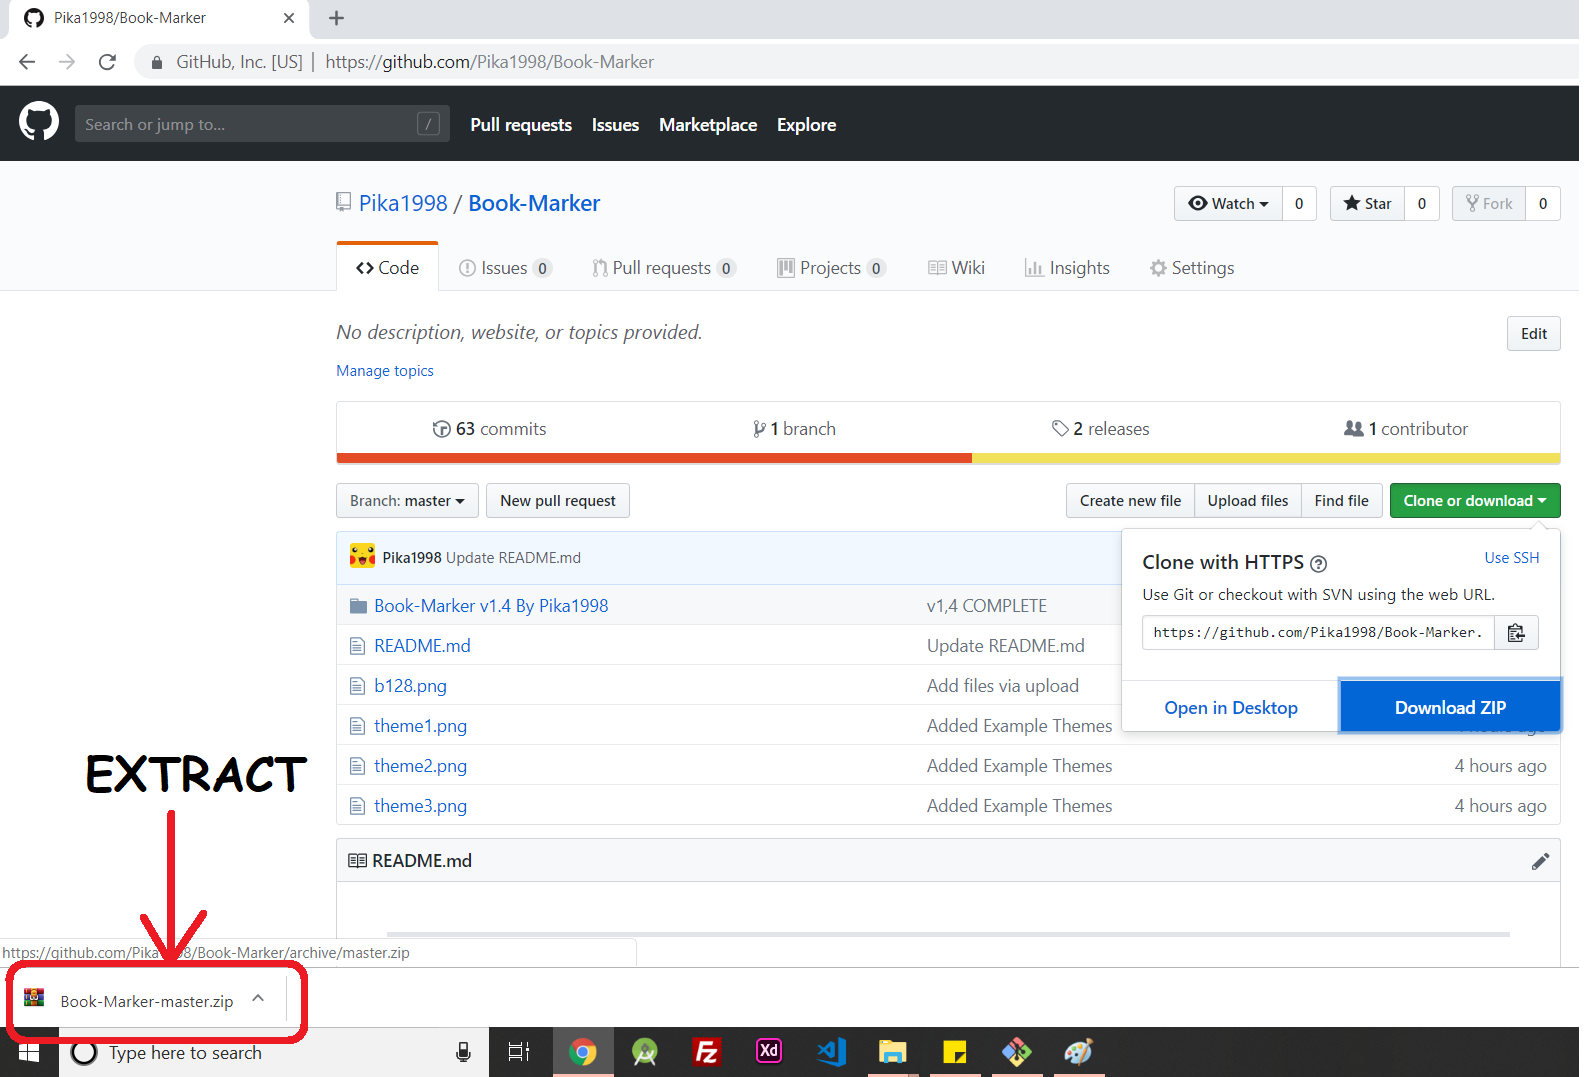 Pika1998/Book-Marker
GitHub, Inc. [US] | https://github.com/Pika1998/Book-Marker
Search or jump to... /
Pull requests Issues Marketplace Explore
Pika1998 / Book-Marker
Watch 0 Star 0 Fork 0
Code Issues 0 Pull requests 0 Projects 0 Wiki Insights Settings
No description, website, or topics provided.
Edit
Manage topics
63 commits 1 branch 2 releases 1 contributor
Branch: master New pull request Create new file Upload files Find file Clone or download
Pika1998 Update README.md
Clone with HTTPS ? Use SSH
Use Git or checkout with SVN using the web URL.
https://github.com/Pika1998/Book-Marker.
Open in Desktop Download ZIP
Book-Marker v1.4 By Pika1998 v1,4 COMPLETE
README.md Update README.md
b128.png Add files via upload
theme1.png Added Example Themes
theme2.png Added Example Themes 4 hours ago
theme3.png Added Example Themes 4 hours ago
EXTRACT
README.md
https://github.com/Pika1998/Book-Marker/archive/master.zip
Book-Marker-master.zip
Type here to search
Fz
Xd